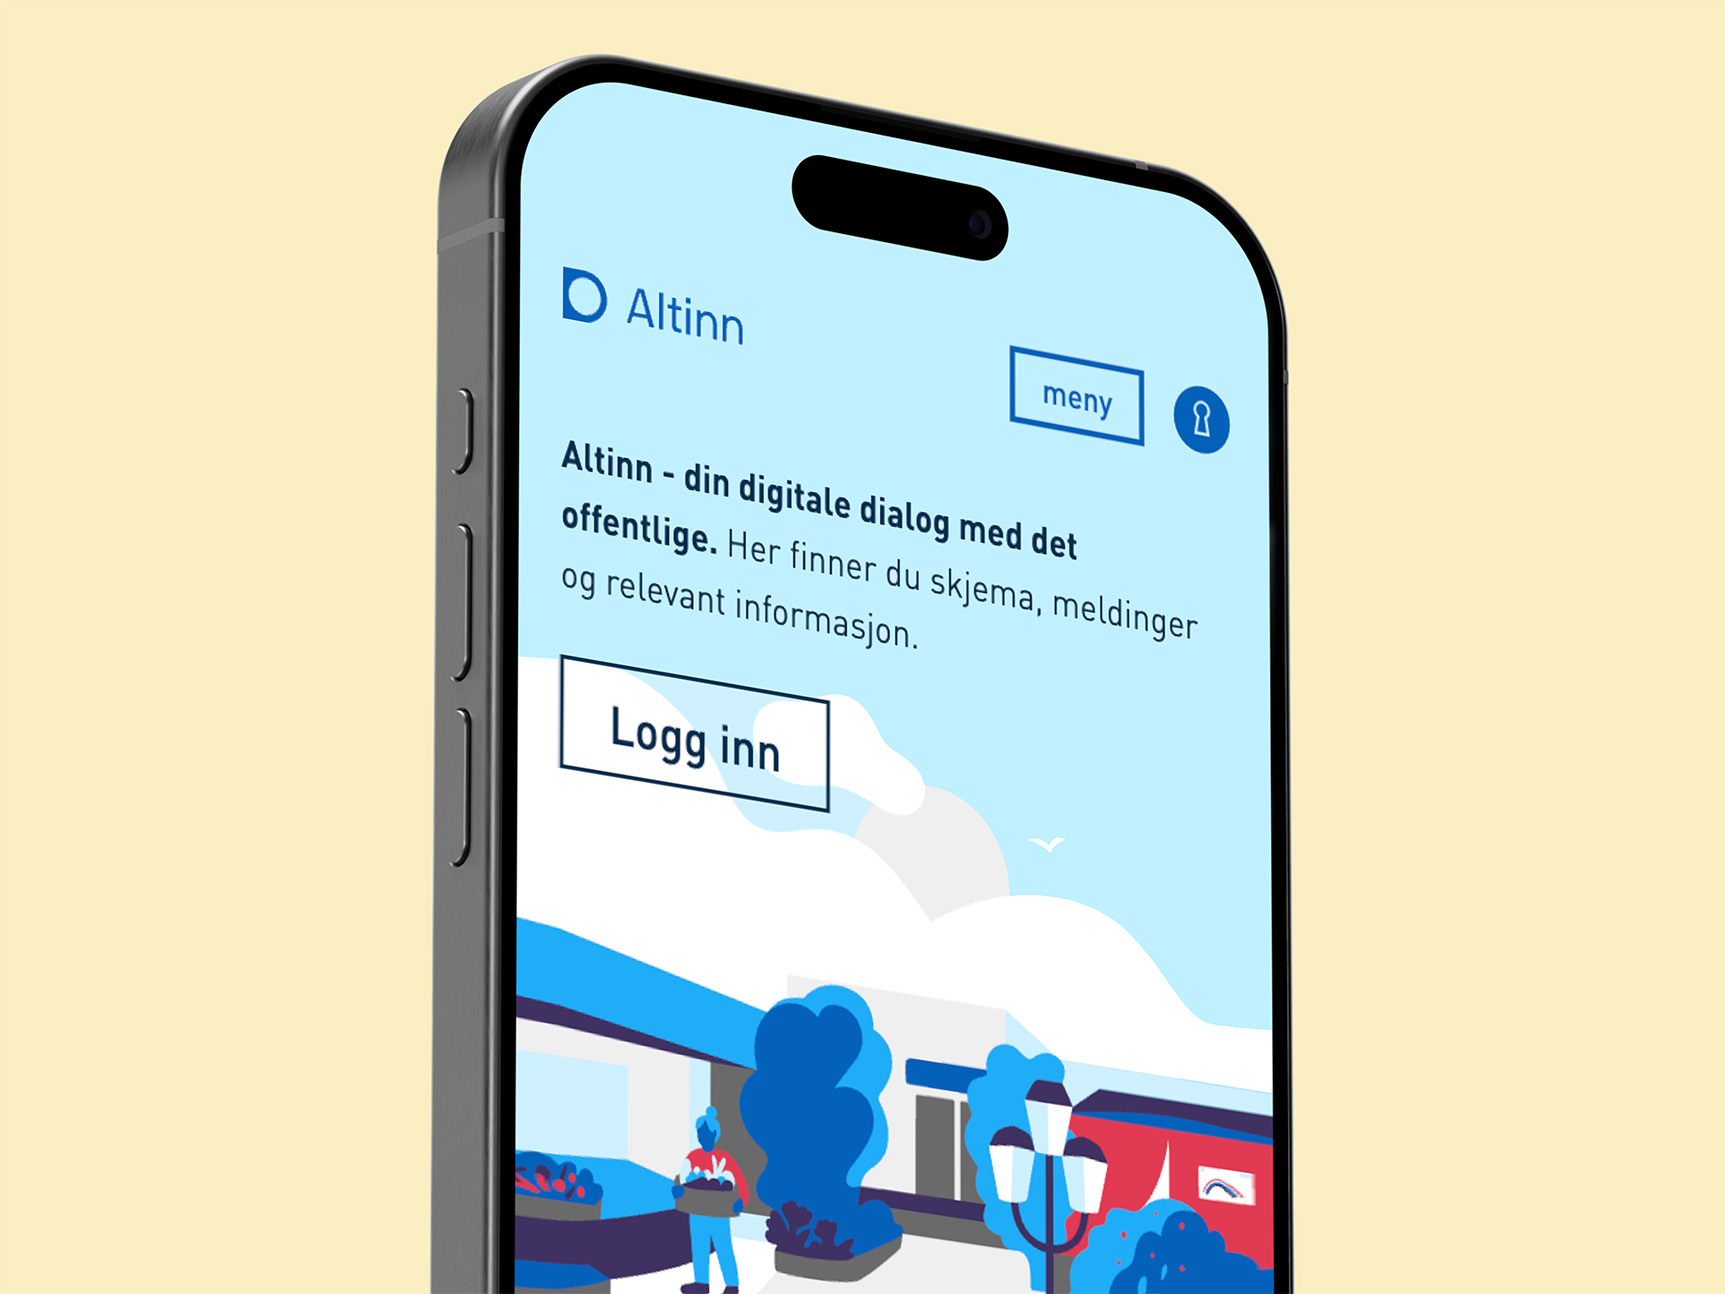 Altinn
meny
Altinn - din digitale dialog med det
offentlige. Her finner du skjema, meldinger
og relevant informasjon.
Logg inn